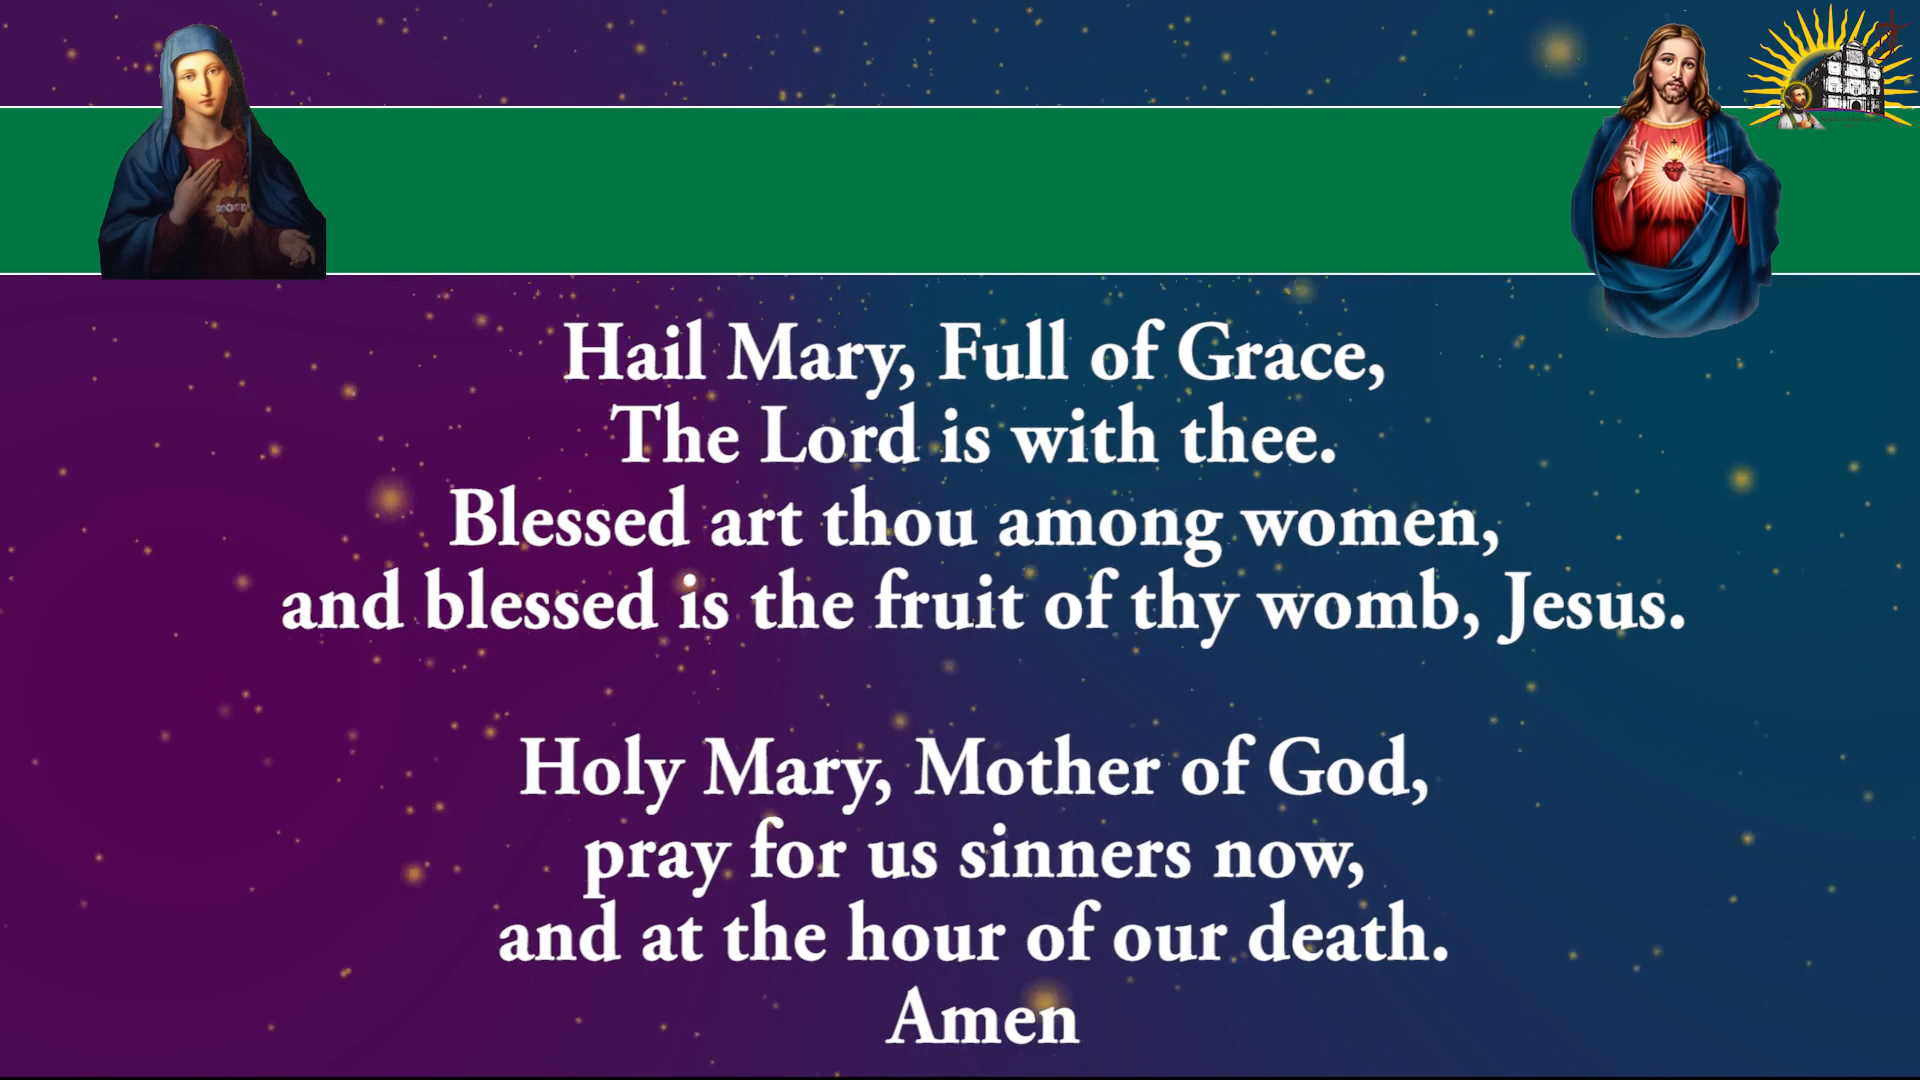 Hail Mary, Full of Grace,
The Lord is with thee.
Blessed art thou among women,
and blessed is the fruit of thy womb, Jesus.
Holy Mary, Mother of God,
pray for us sinners now,
and at the hour of our death.
Amen